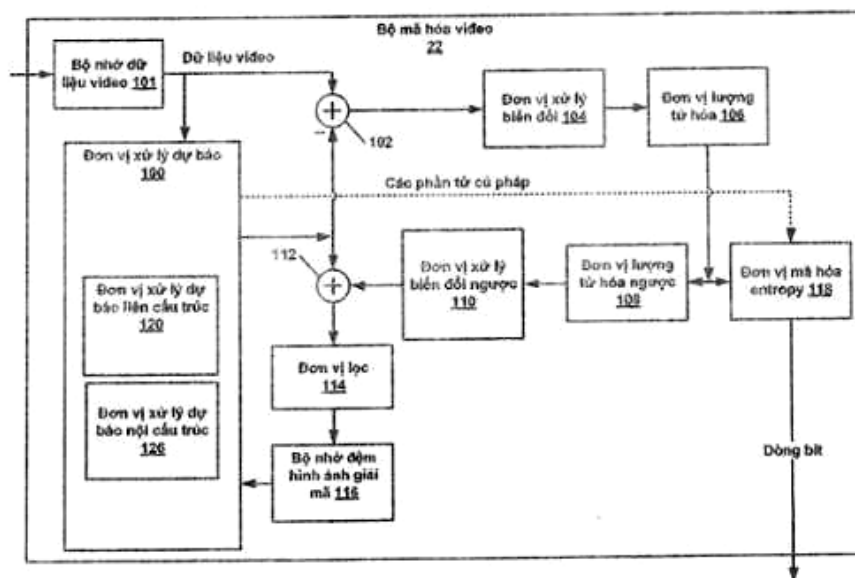 Bộ mã hóa video
22
Bộ nhớ dữ
liệu video 101
Dữ liệu video
Đơn vị xử lý
biến đổi 104
Đơn vị lượng
tử hóa 106
102
Đơn vị xử lý dự báo
100
Các phần tử cú pháp
112
Đơn vị xử lý
biến đổi ngược
110
Đơn vị lượng
tử hóa ngược
108
Đơn vị mã hóa
entropy 118
Đơn vị xử lý dự
báo liên cấu trúc
120
Đơn vị lọc
114
Đơn vị xử lý dự
báo nội cấu trúc
126
Bộ nhớ đệm
hình ảnh giải
mã 116
Dòng bit